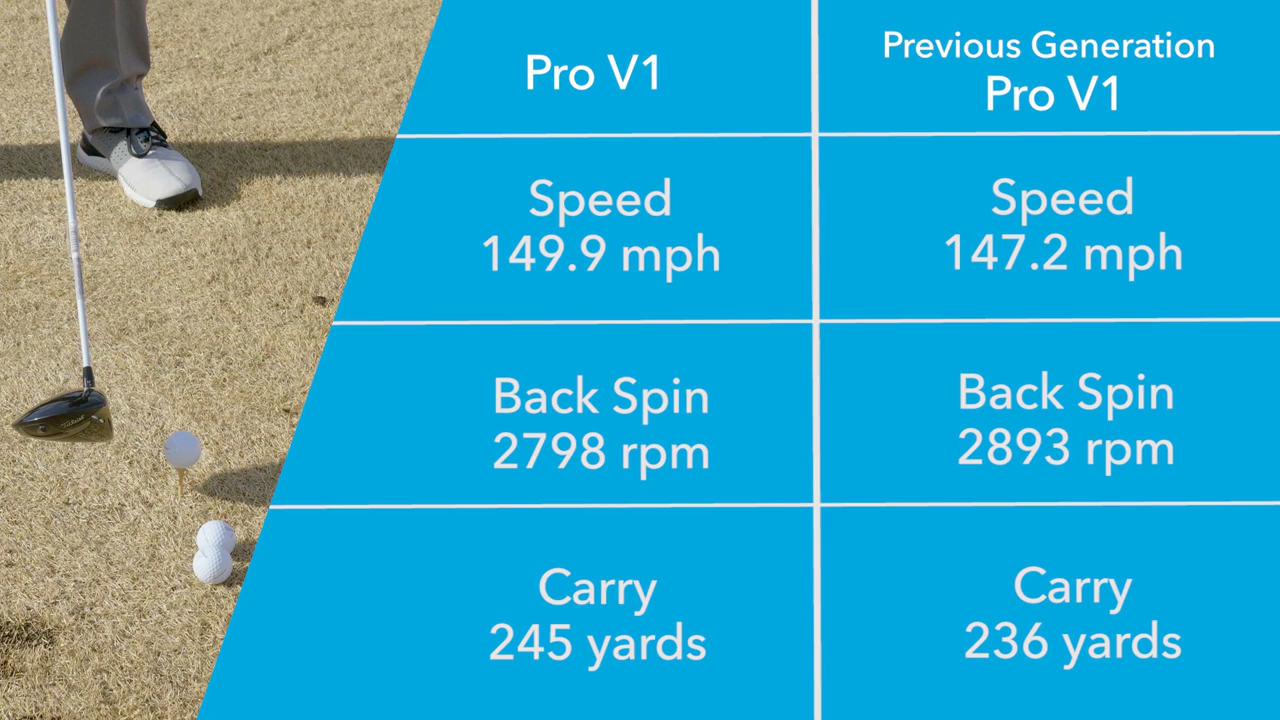 Pro V1
Previous Generation
Pro V1
Speed
149.9 mph
Speed
147.2 mph
Back Spin
2798 rpm
Back Spin
2893 rpm
Carry
245 yards
Carry
236 yards
Titleist